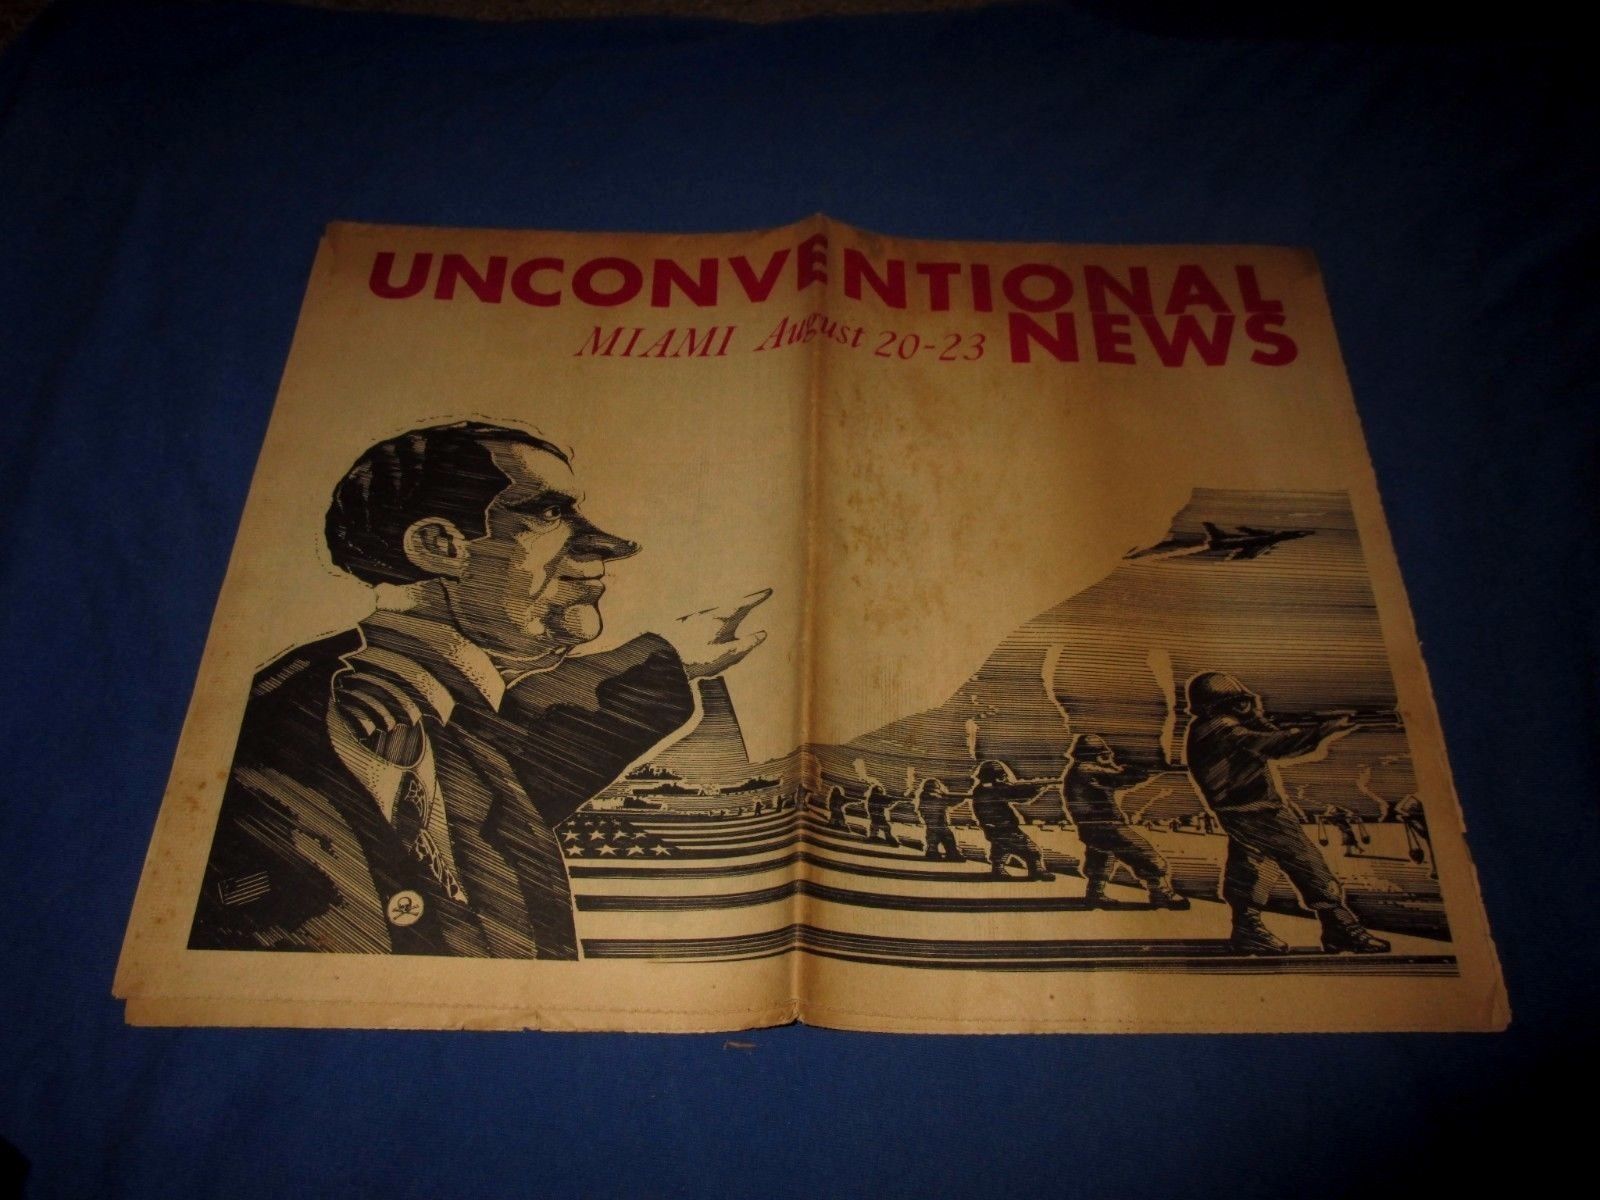 UNCONVENTIONAL
MIAMI August 20-23 NEWS